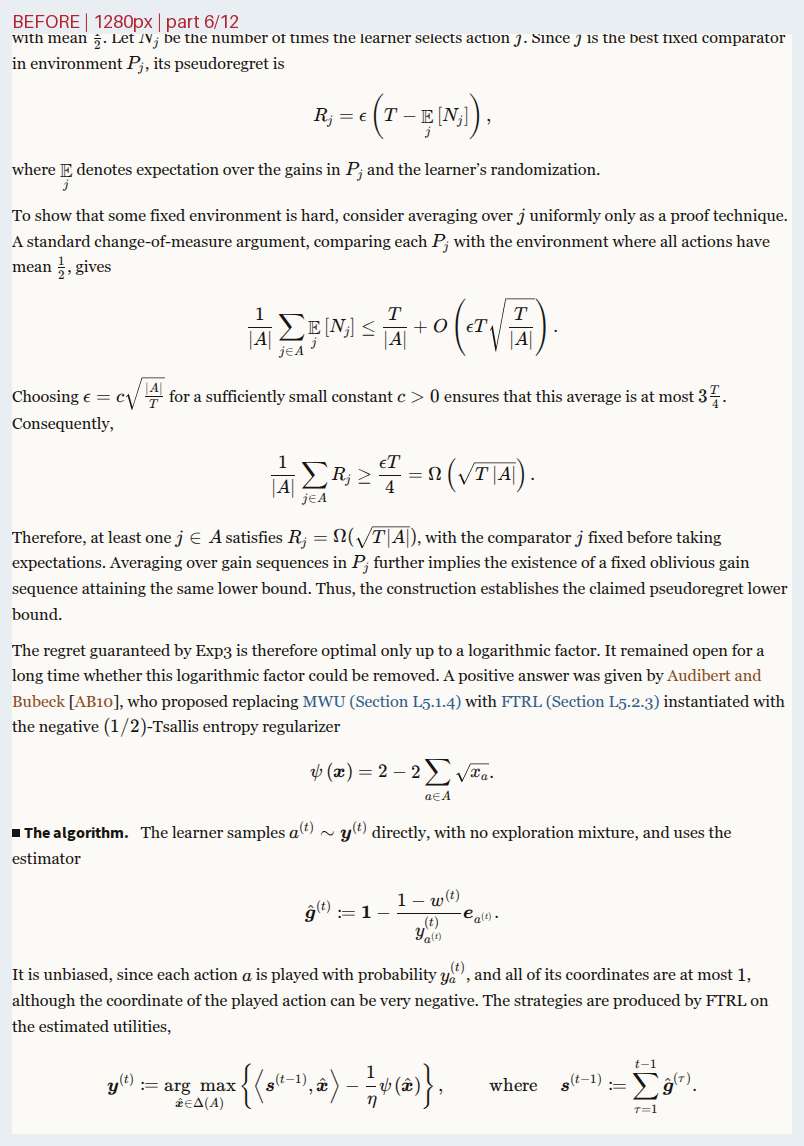 BEFORE | 1280px | part 6/12
with mean 1/2. Let N_j be the number of times the learner selects action j. Since j is the best fixed comparator
in environment P_j, its pseudoregret is
R_j = ϵ (T − 𝔼_j [N_j]),
where 𝔼_j denotes expectation over the gains in P_j and the learner’s randomization.
To show that some fixed environment is hard, consider averaging over j uniformly only as a proof technique.
A standard change-of-measure argument, comparing each P_j with the environment where all actions have
mean 1/2, gives
1/|A| ∑_{j∈A} 𝔼_j [N_j] ≤ T/|A| + O (ϵT √(T/|A|)).
Choosing ϵ = c√(|A|/T) for a sufficiently small constant c > 0 ensures that this average is at most 3 T/4.
Consequently,
1/|A| ∑_{j∈A} R_j ≥ ϵT/4 = Ω (√(T |A|)).
Therefore, at least one j ∈ A satisfies R_j = Ω(√(T|A|)), with the comparator j fixed before taking
expectations. Averaging over gain sequences in P_j further implies the existence of a fixed oblivious gain
sequence attaining the same lower bound. Thus, the construction establishes the claimed pseudoregret lower
bound.
The regret guaranteed by Exp3 is therefore optimal only up to a logarithmic factor. It remained open for a
long time whether this logarithmic factor could be removed. A positive answer was given by Audibert and
Bubeck [AB10], who proposed replacing MWU (Section L5.1.4) with FTRL (Section L5.2.3) instantiated with
the negative (1/2)-Tsallis entropy regularizer
ψ (x) = 2 − 2 ∑_{a∈A} √x_a.
■ The algorithm. The learner samples a^(t) ∼ y^(t) directly, with no exploration mixture, and uses the
estimator
ĝ^(t) := 1 − (1 − w^(t))/(y^(t)_{a^(t)}) e_{a^(t)}.
It is unbiased, since each action a is played with probability y_a^(t), and all of its coordinates are at most 1,
although the coordinate of the played action can be very negative. The strategies are produced by FTRL on
the estimated utilities,
y^(t) := arg max_{x̂∈Δ(A)} {⟨s^(t−1), x̂⟩ − 1/η ψ(x̂)}, where s^(t−1) := ∑_{τ=1}^{t−1} ĝ^(τ).